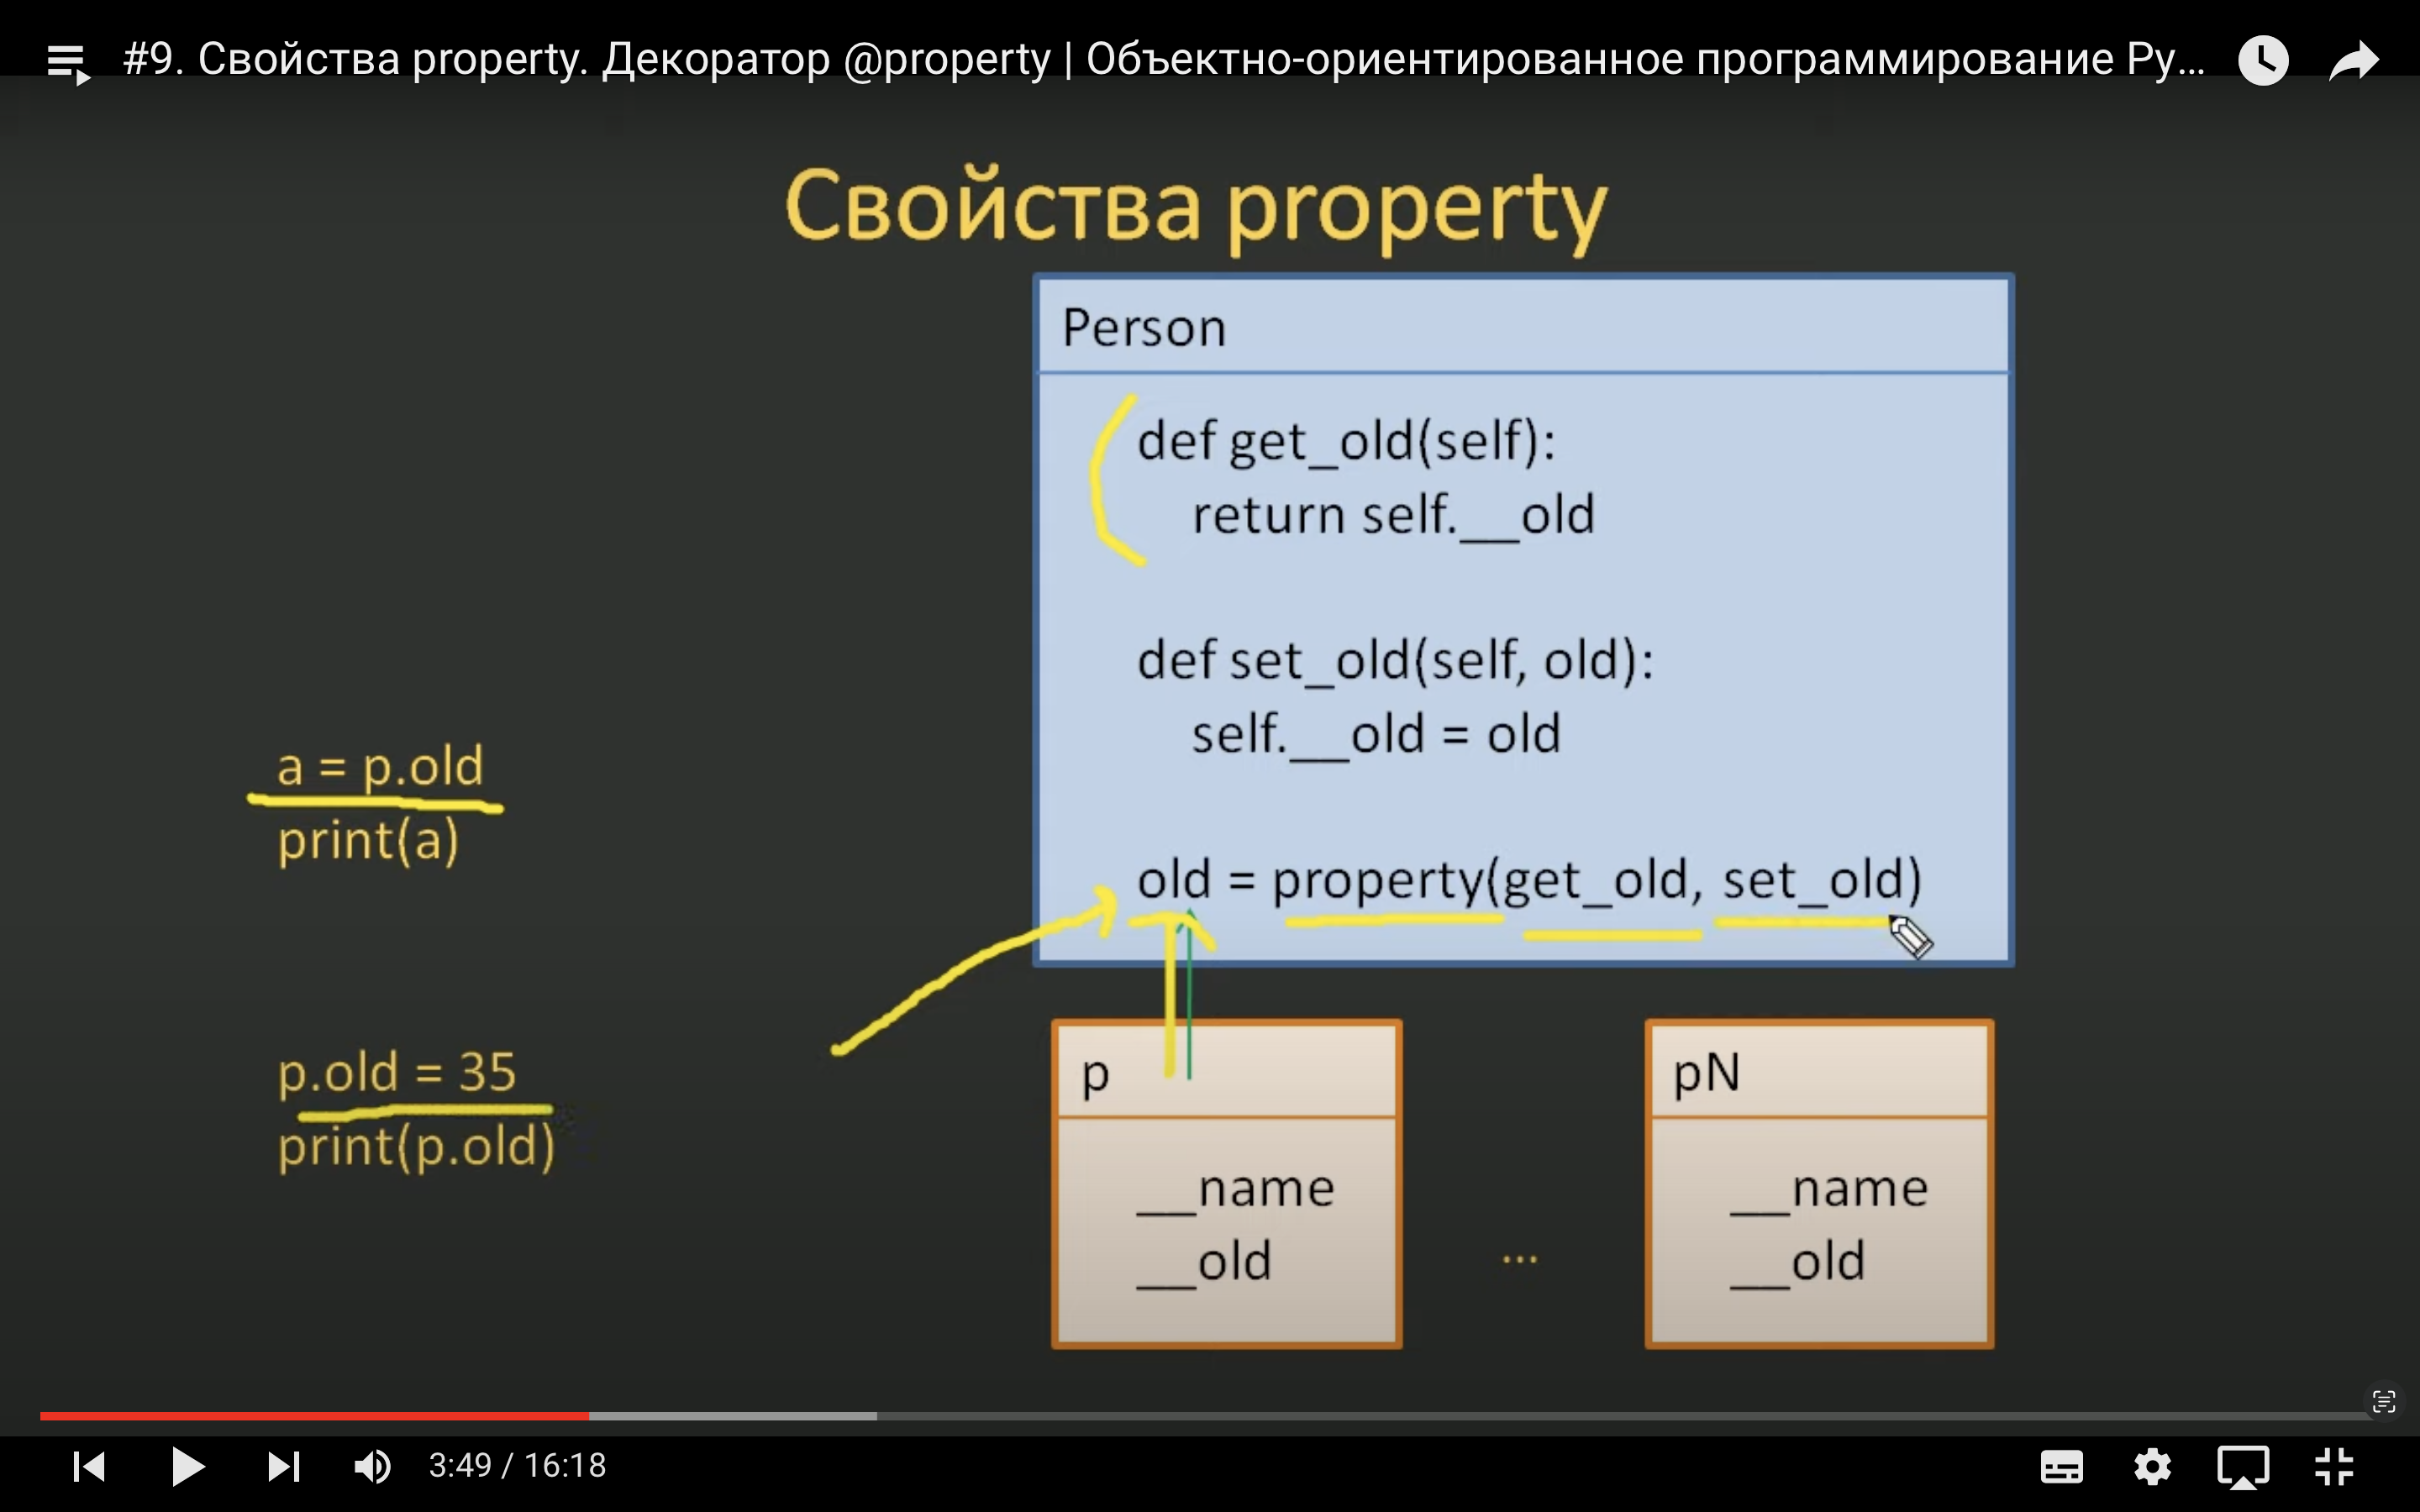 #9. Свойства property. Декоратор @property | Объектно-ориентированное программирование Py...
Свойства property
Person
def get_old(self):
return self.__old
def set_old(self, old):
self.__old = old
old = property(get_old, set_old)
a = p.old
print(a)
p.old = 35
print(p.old)
p
__name
__old
...
pN
__name
__old
3:49 / 16:18